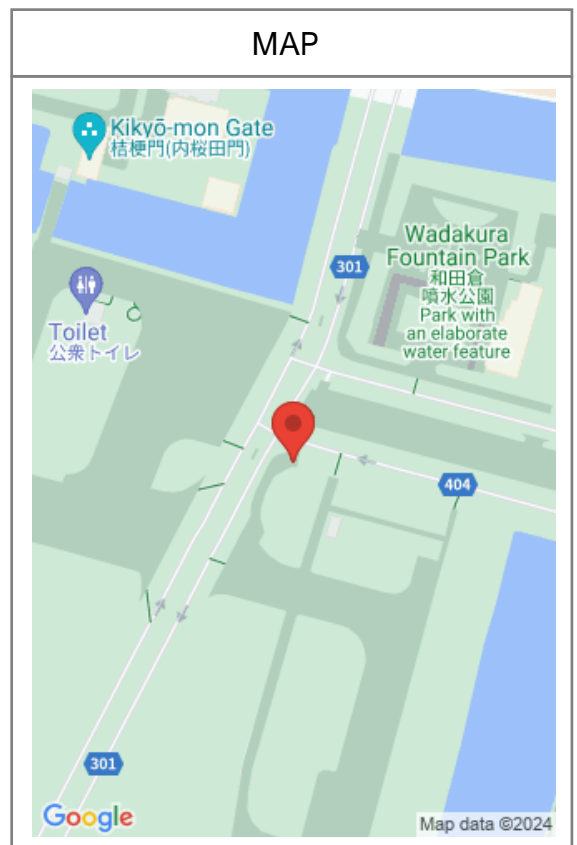 MAP
Kikyō-mon Gate
桔梗門(内桜田門)
Wadakura
Fountain Park
和田倉
噴水公園
Park with
an elaborate
water feature
301
Toilet
公衆トイレ
404
301
Google
Map data ©2024